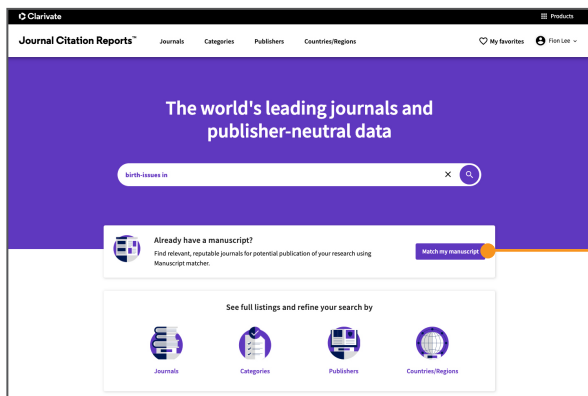 Clarivate
Products
Journal Citation Reports™
Journals
Categories
Publishers
Countries/Regions
My favorites
Fion Lee
The world's leading journals and
publisher-neutral data
birth-issues in
Already have a manuscript?
Find relevant, reputable journals for potential publication of your research using
Manuscript matcher.
Match my manuscript
See full listings and refine your search by
Journals
Categories
Publishers
Countries/Regions